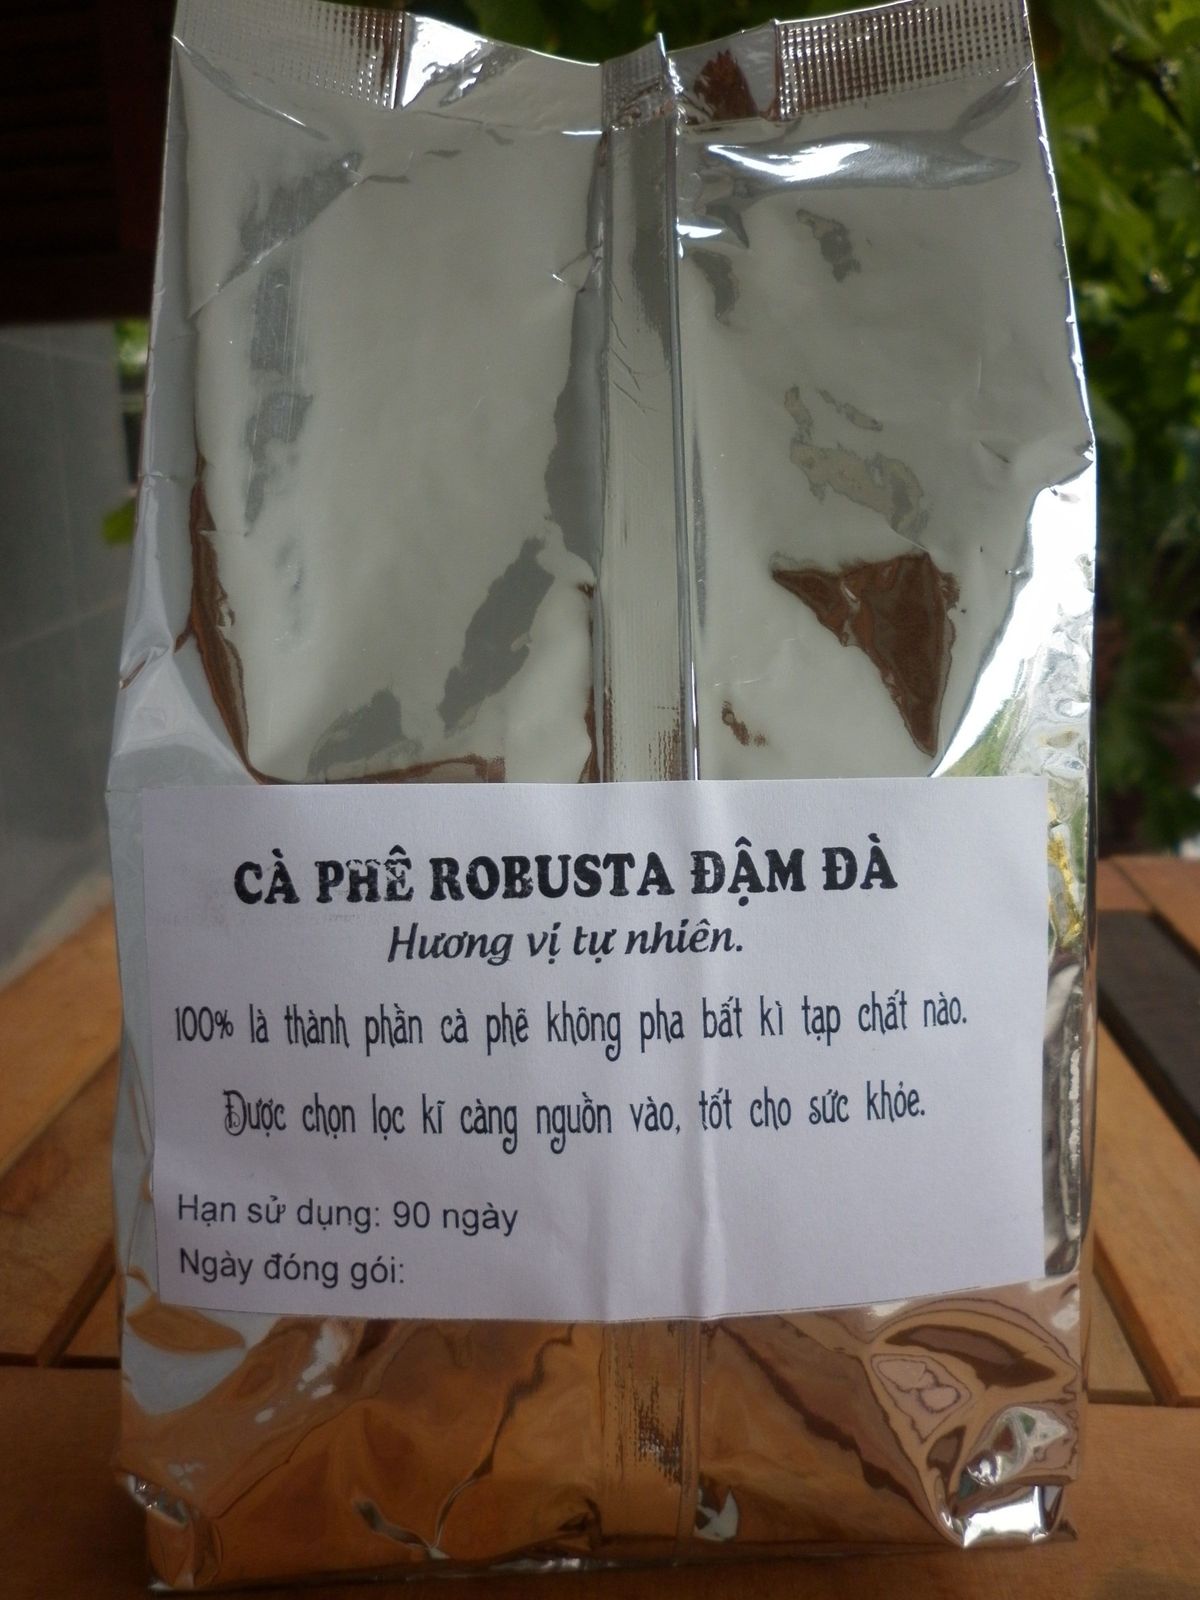 CÀ PHÊ ROBUSTA ĐẬM ĐÀ
Hương vị tự nhiên.
100% là thành phần cà phê không pha bất kì tạp chất nào.
Được chọn lọc kĩ càng nguồn vào, tốt cho sức khỏe.
Hạn sử dụng: 90 ngày
Ngày đóng gói: